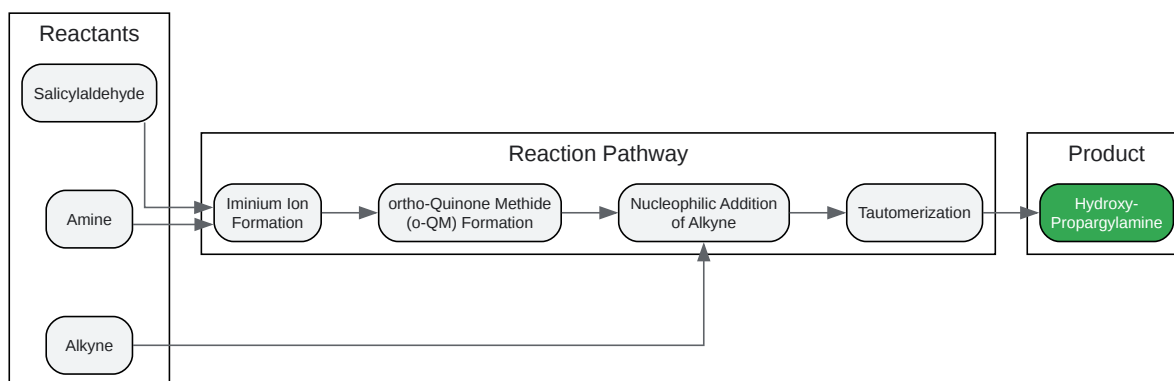 Reactants
Salicylaldehyde
Amine
Alkyne
Reaction Pathway
Iminium Ion
Formation
ortho-Quinone Methide
(o-QM) Formation
Nucleophilic Addition
of Alkyne
Tautomerization
Product
Hydroxy-
Propargylamine